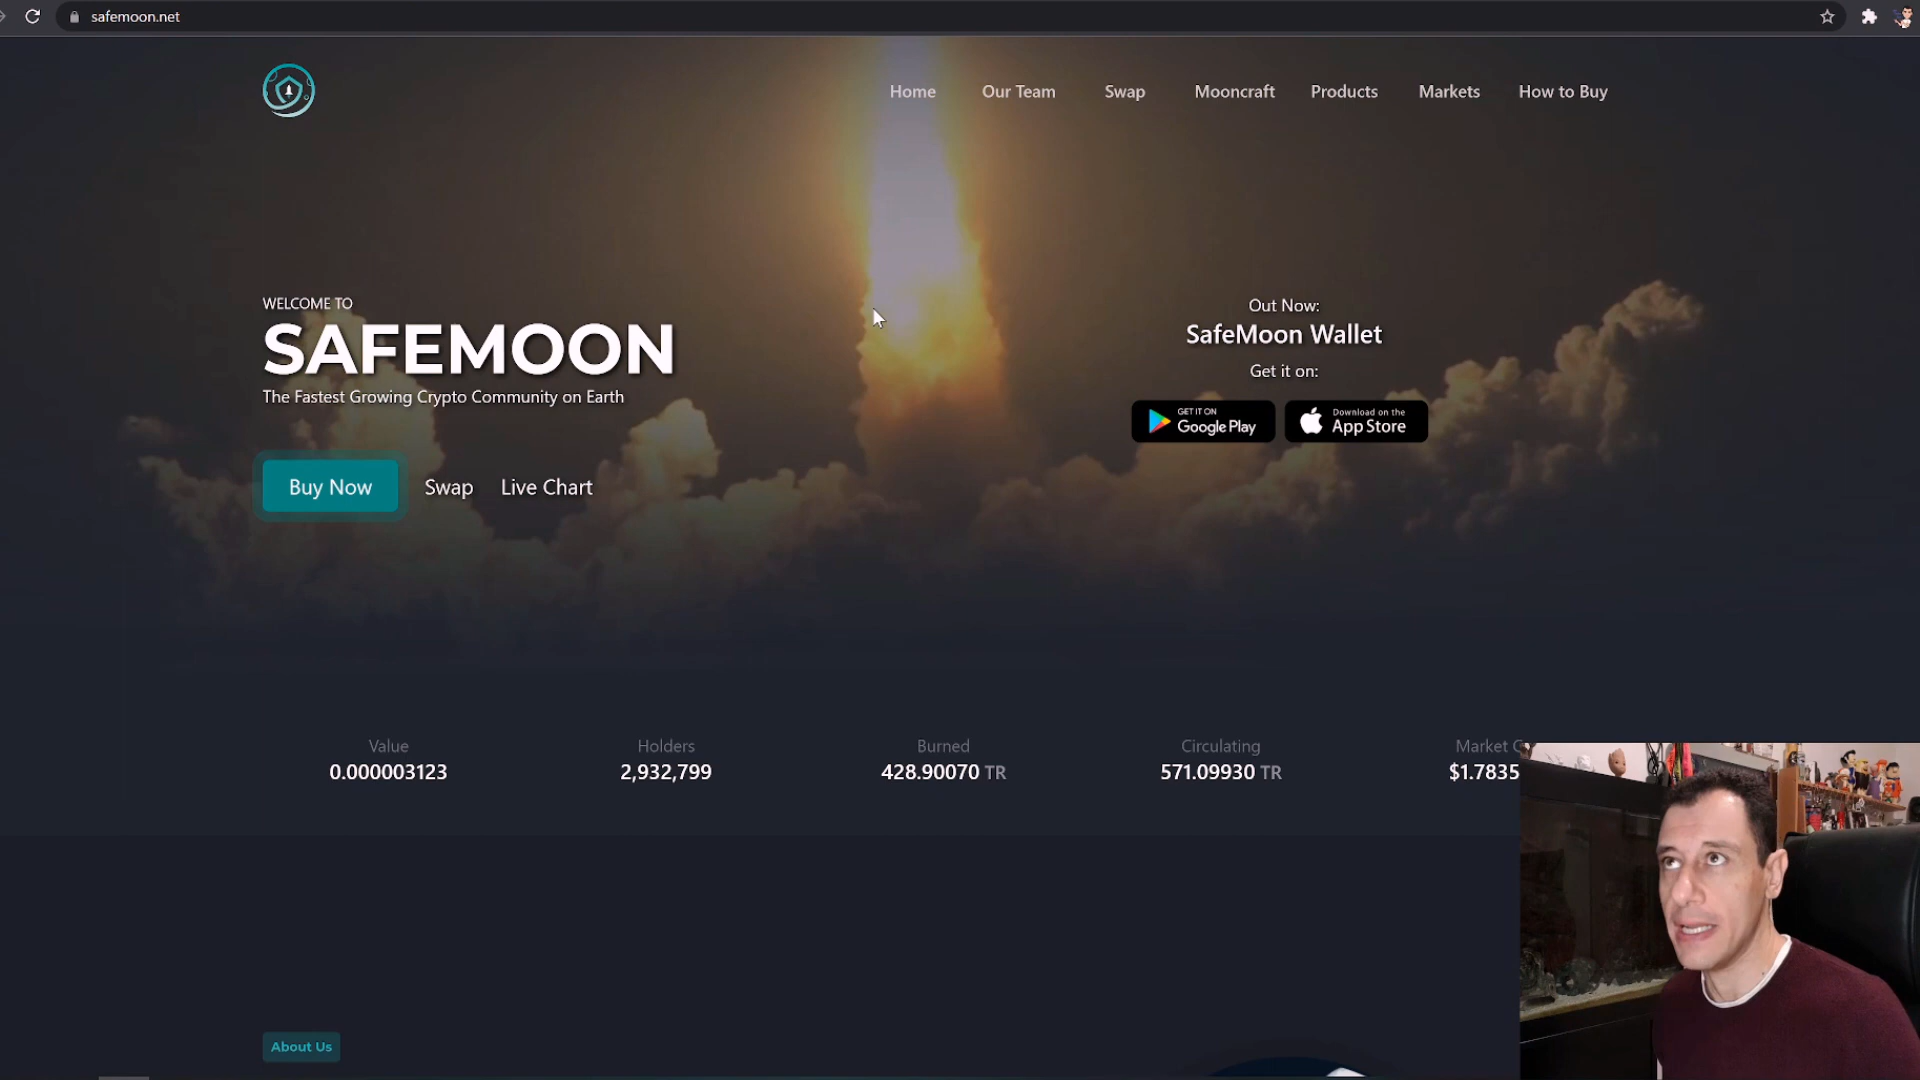 safemoon.net
Home Our Team Swap Mooncraft Products Markets How to Buy
WELCOME TO
SAFEMOON
The Fastest Growing Crypto Community on Earth
Buy Now Swap Live Chart
Out Now:
SafeMoon Wallet
Get it on:
GET IT ON
Google Play
Download on the
App Store
Value Holders Burned Circulating Market C
0.000003123 2,932,799 428.90070 TR 571.09930 TR $1.7835
About Us